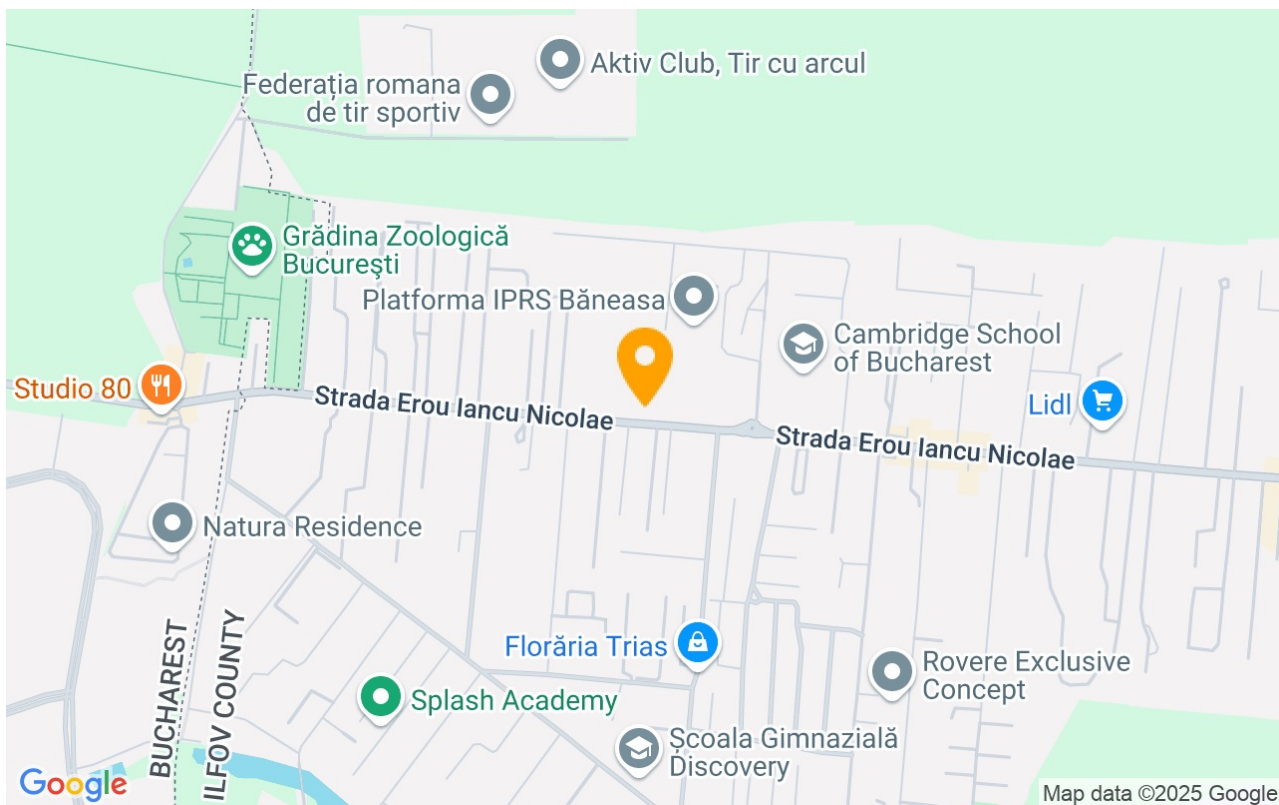 Aktiv Club, Tir cu arcul
Federația romana
de tir sportiv
Grădina Zoologică
București
Platforma IPRS Băneasa
Cambridge School
of Bucharest
Studio 80
Strada Erou Iancu Nicolae
Lidl
Strada Erou Iancu Nicolae
Natura Residence
BUCHAREST
ILFOV COUNTY
Florăria Trias
Rovere Exclusive
Concept
Splash Academy
Școala Gimnazială
Discovery
Google
Map data ©2025 Google